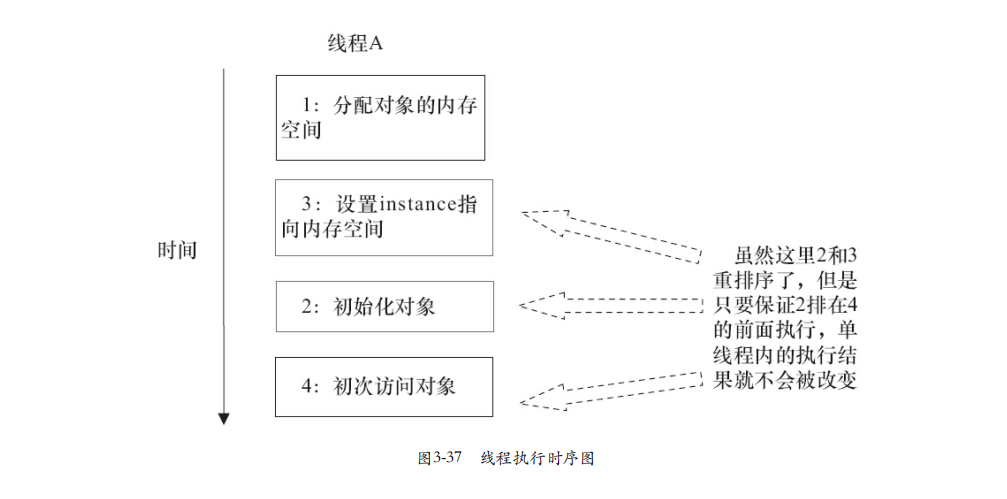 线程A
1：分配对象的内存
空间
3：设置instance指
向内存空间
时间
2：初始化对象
4：初次访问对象
虽然这里2和3
重排序了，但是
只要保证2排在4
的前面执行，单
线程内的执行结
果就不会被改变
图3-37 线程执行时序图